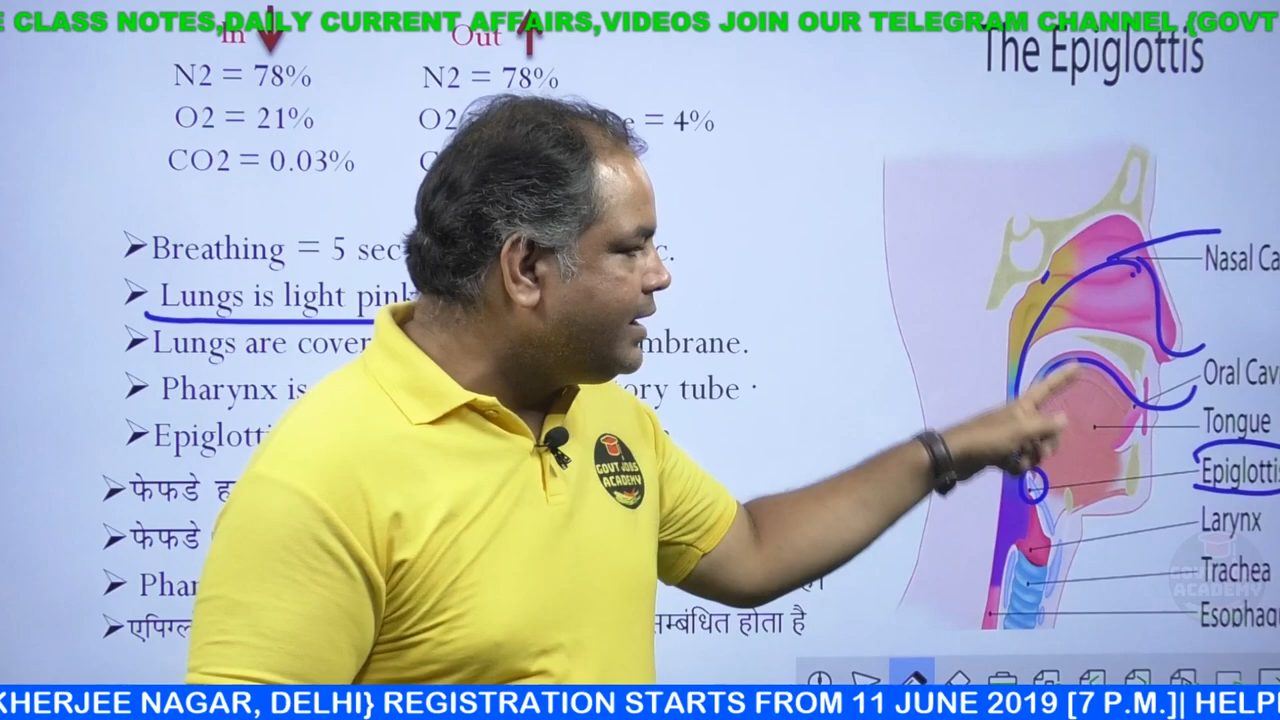 E CLASS NOTES,DAILY CURRENT AFFAIRS,VIDEOS JOIN OUR TELEGRAM CHANNEL {GOVT
In Out
The Epiglottis
N2 = 78% N2 = 78%
O2 = 21% O2 = 4%
CO2 = 0.03%
➢Breathing = 5 sec
➢ Lungs is light pink
➢Lungs are cover mbrane.
➢ Pharynx is ory tube
➢Epiglotti
➢फेफडे ह
➢फेफडे
➢ Phar
➢एपिग्ल सम्बंधित होता है
Nasal Ca
Oral Cav
Tongue
Epiglottis
Larynx
Trachea
Esophag
GOVT JOBS
ACADEMY
KHERJEE NAGAR, DELHI} REGISTRATION STARTS FROM 11 JUNE 2019 [7 P.M.]| HELP